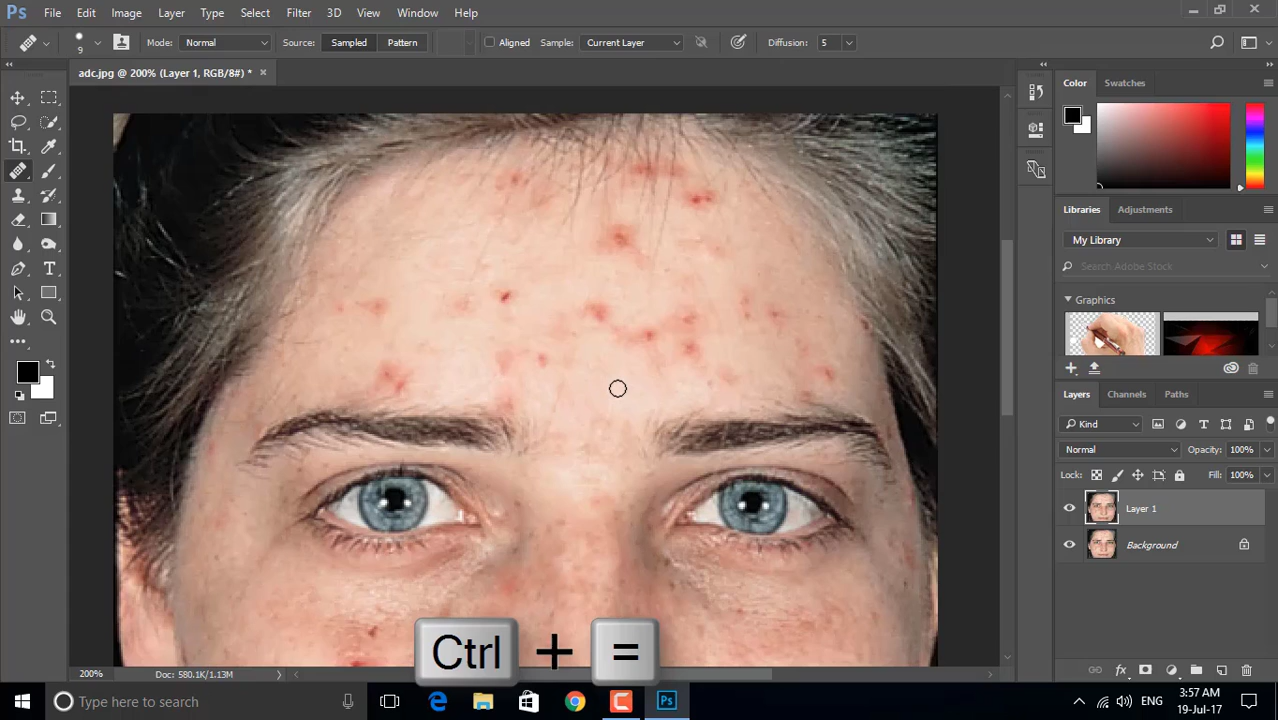 Ps File Edit Image Layer Type Select Filter 3D View Window Help
9 Mode: Normal Source: Sampled Pattern Aligned Sample: Current Layer Diffusion: 5
adc.jpg @ 200% (Layer 1, RGB/8#) *
Color Swatches
Libraries Adjustments
My Library
Search Adobe Stock
Graphics
Layers Channels Paths
Kind
Normal Opacity: 100%
Lock: Fill: 100%
Layer 1
Background
Ctrl + =
200% Doc: 580.1K/1.13M
Type here to search
Ps
ENG
3:57 AM
19-Jul-17